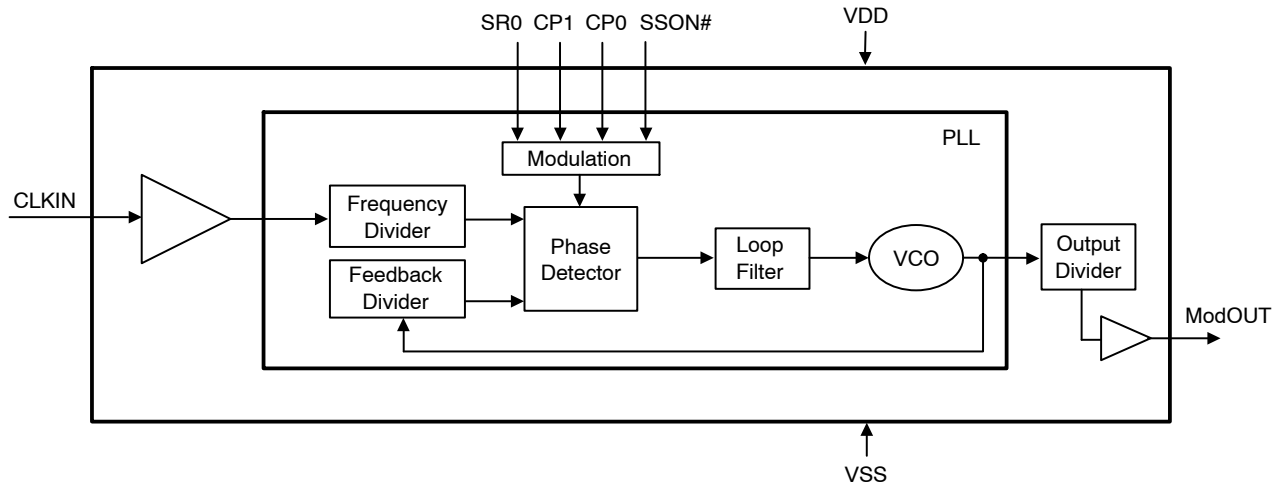 SR0 CP1 CP0 SSON#
VDD
PLL
Modulation
CLKIN
Frequency
Divider
Phase
Detector
Loop
Filter
VCO
Output
Divider
Feedback
Divider
ModOUT
VSS